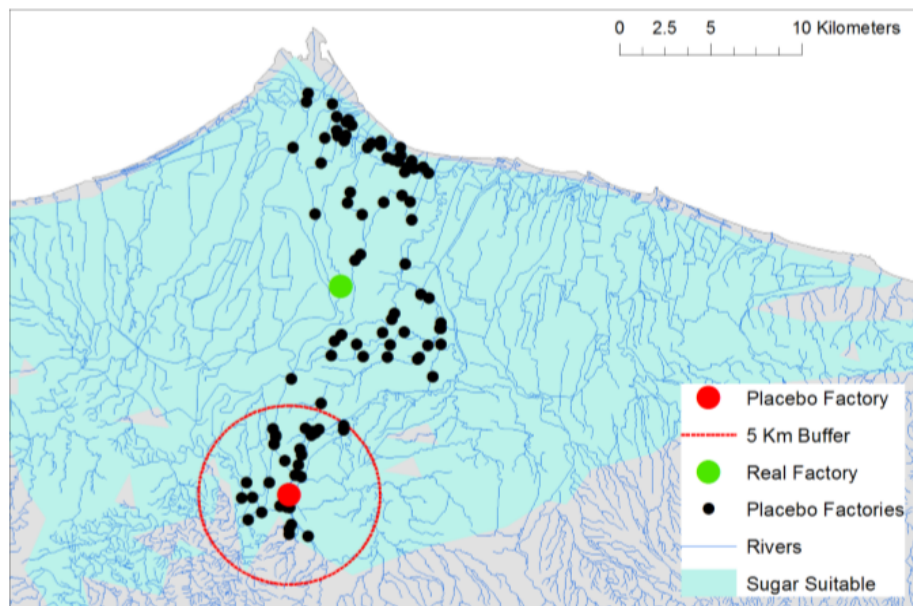 0 2.5 5 10 Kilometers
Placebo Factory
5 Km Buffer
Real Factory
Placebo Factories
Rivers
Sugar Suitable